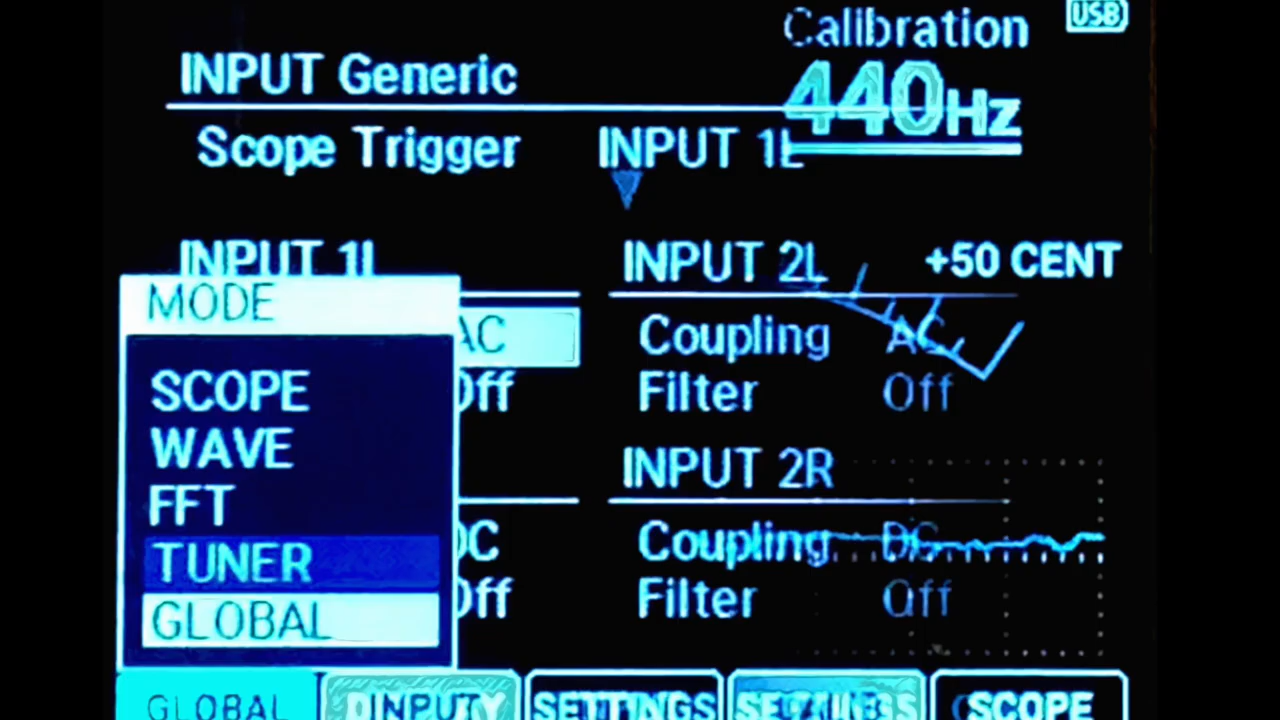 USB
Calibration
440Hz
INPUT Generic
Scope Trigger INPUT 1L
INPUT 1L
INPUT 2L
+50 CENT
MODE
AC
Coupling AC
SCOPE
Off
Filter Off
WAVE
INPUT 2R
FFT
TUNER
DC
Coupling DC
GLOBAL
Off
Filter Off
GLOBAL
INPUT
SETTINGS
SCOPE